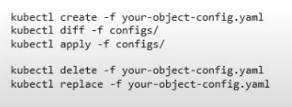 kubectl create -f your-object-config.yaml
kubectl diff -f configs/
kubectl apply -f configs/
kubectl delete -f your-object-config.yaml
kubectl replace -f your-object-config.yaml